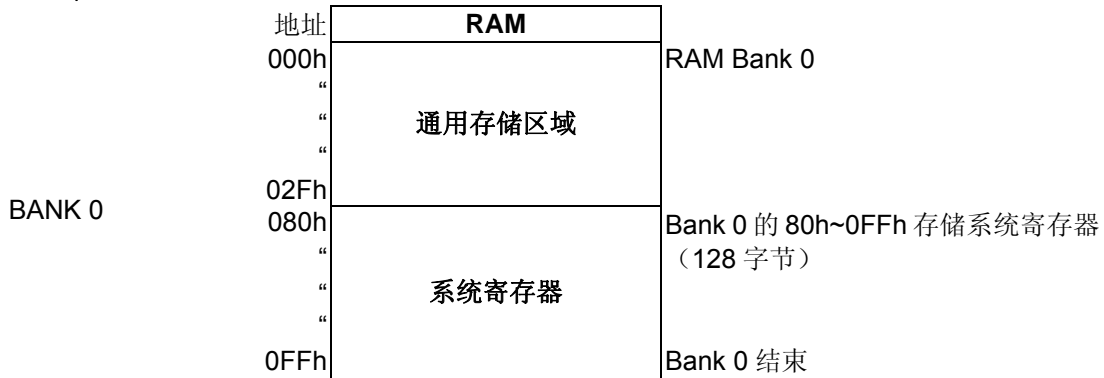 地址 RAM
000h RAM Bank 0
“
“ 通用存储区域
“
02Fh
BANK 0
080h Bank 0 的 80h~0FFh 存储系统寄存器
“ （128 字节）
“ 系统寄存器
“
0FFh Bank 0 结束